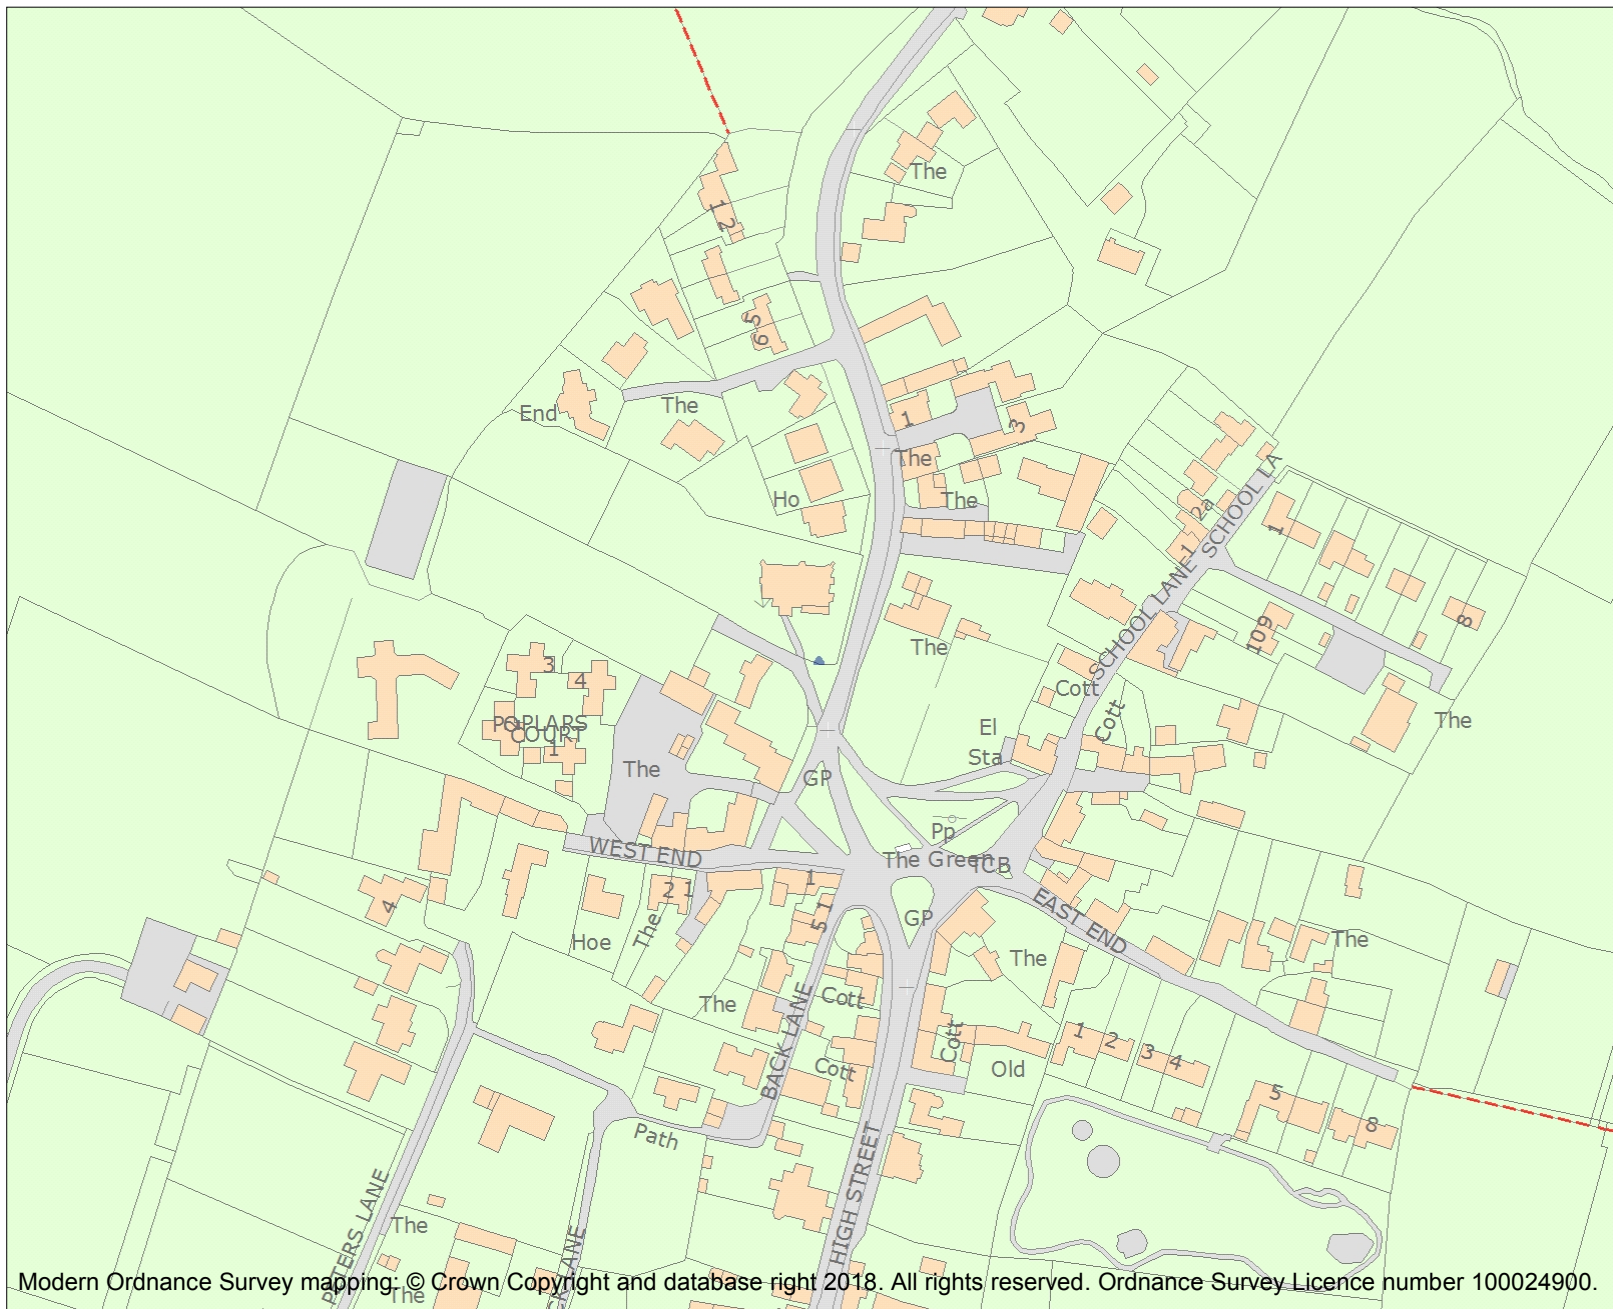 The
1 2
5 6
End
The
1
3
The
The
Ho
SCHOOL LA
2a
1
1
SCHOOL LANE
109
8
The
3
4
POPLARS
COURT
1
The
Cott
Cott
El
Sta
The
GP
Pp
The Green
TCB
WEST END
1
2 1
The
4
Hoe
5 1
GP
EAST END
The
The
The
Cott
BACK LANE
Cott
Cott
Old
1
2
3
4
5
8
Path
HIGH STREET
The
The
Modern Ordnance Survey mapping: © Crown Copyright and database right 2018. All rights reserved. Ordnance Survey Licence number 100024900.